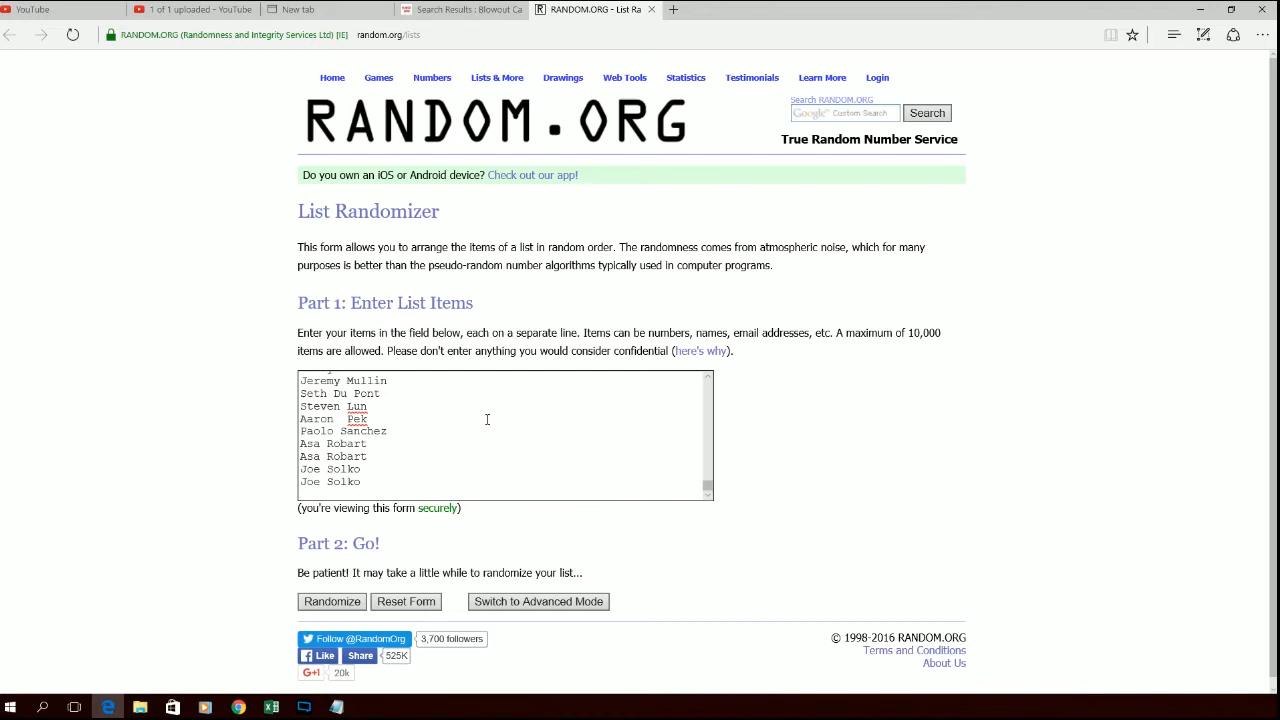 YouTube
1 of 1 uploaded - YouTube
New tab
Search Results : Blowout Ca
RANDOM.ORG - List Ra
RANDOM.ORG (Randomness and Integrity Services Ltd) [IE]
random.org/lists
Home
Games
Numbers
Lists & More
Drawings
Web Tools
Statistics
Testimonials
Learn More
Login
RANDOM.ORG
Search RANDOM.ORG
Google™ Custom Search
Search
True Random Number Service
Do you own an iOS or Android device? Check out our app!
List Randomizer
This form allows you to arrange the items of a list in random order. The randomness comes from atmospheric noise, which for many
purposes is better than the pseudo-random number algorithms typically used in computer programs.
Part 1: Enter List Items
Enter your items in the field below, each on a separate line. Items can be numbers, names, email addresses, etc. A maximum of 10,000
items are allowed. Please don't enter anything you would consider confidential (here's why).
Jeremy Mullin
Seth Du Pont
Steven Lun
Aaron  Pek
Paolo Sanchez
Asa Robart
Asa Robart
Joe Solko
Joe Solko
(you're viewing this form securely)
Part 2: Go!
Be patient! It may take a little while to randomize your list...
Randomize
Reset Form
Switch to Advanced Mode
Follow @RandomOrg
3,700 followers
Like
Share
525K
G+1
20k
© 1998-2016 RANDOM.ORG
Terms and Conditions
About Us